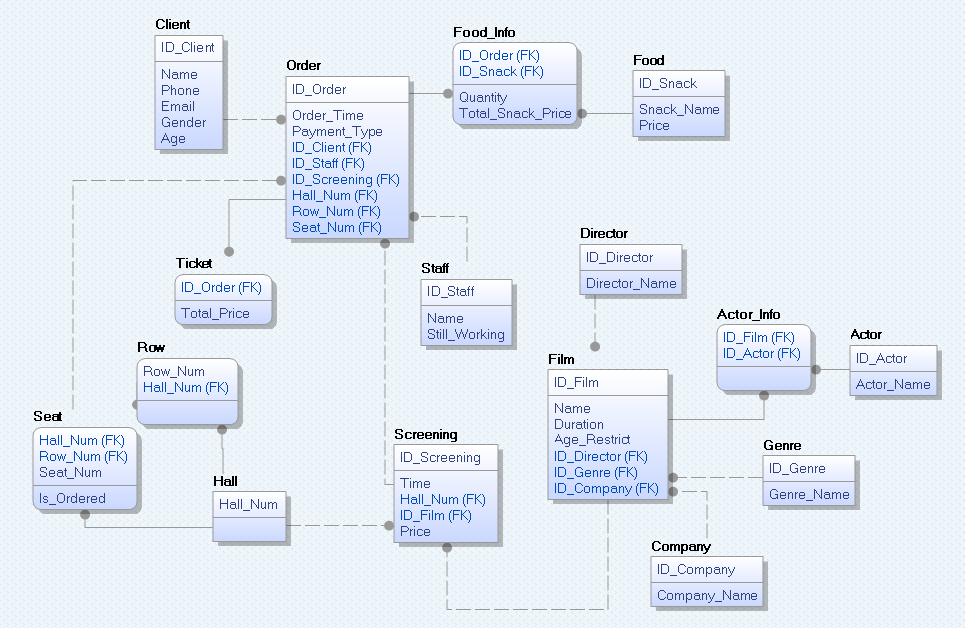 Client
ID_Client
Name
Phone
Email
Gender
Age
Order
ID_Order
Order_Time
Payment_Type
ID_Client (FK)
ID_Staff (FK)
ID_Screening (FK)
Hall_Num (FK)
Row_Num (FK)
Seat_Num (FK)
Food_Info
ID_Order (FK)
ID_Snack (FK)
Quantity
Total_Snack_Price
Food
ID_Snack
Snack_Name
Price
Ticket
ID_Order (FK)
Total_Price
Staff
ID_Staff
Name
Still_Working
Director
ID_Director
Director_Name
Actor_Info
ID_Film (FK)
ID_Actor (FK)
Actor
ID_Actor
Actor_Name
Row
Row_Num
Hall_Num (FK)
Film
ID_Film
Name
Duration
Age_Restrict
ID_Director (FK)
ID_Genre (FK)
ID_Company (FK)
Seat
Hall_Num (FK)
Row_Num (FK)
Seat_Num
Is_Ordered
Hall
Hall_Num
Screening
ID_Screening
Time
Hall_Num (FK)
ID_Film (FK)
Price
Genre
ID_Genre
Genre_Name
Company
ID_Company
Company_Name